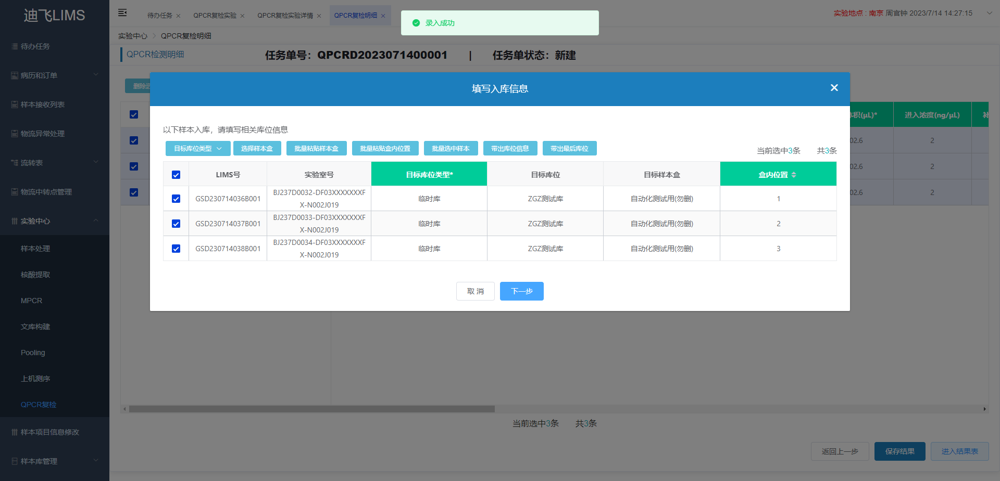 迪飞LIMS
待办任务
病历和订单
样本接收列表
物流异常处理
流转表
物流中转点管理
实验中心
样本处理
核酸提取
MPCR
文库构建
Pooling
上机测序
QPCR复检
样本项目信息修改
样本库管理
待办任务 QPCR复检实验 QPCR复检实验详情 QPCR复检明细
录入成功
实验地点 : 南京 周官钟 2023/7/14 14:27:15
实验中心 QPCR复检明细
QPCR检测明细 任务单号：QPCRD2023071400001 | 任务单状态：新建
删除
填写入库信息
以下样本入库，请填写相关库位信息
目标库位类型 选择样本盒 批量粘贴样本盒 批量粘贴盒内位置 批量选中样本 带出库位信息 带出最后库位
当前选中3条 共3条
LIMS号 实验室号 目标库位类型* 目标库位 目标样本盒 盒内位置
GSD230714036B001 BJ237D0032-DF03XXXXXXXF 临时库 ZGZ测试库 自动化测试用(勿删) 1
X-N002J019
GSD230714037B001 BJ237D0033-DF03XXXXXXXF 临时库 ZGZ测试库 自动化测试用(勿删) 2
X-N002J019
GSD230714038B001 BJ237D0034-DF03XXXXXXXF 临时库 ZGZ测试库 自动化测试用(勿删) 3
X-N002J019
取 消 下一步
积(μL)* 进入浓度(ng/μL) 补
02.6 2
02.6 2
02.6 2
当前选中3条 共3条
返回上一步 保存结果 进入结果表